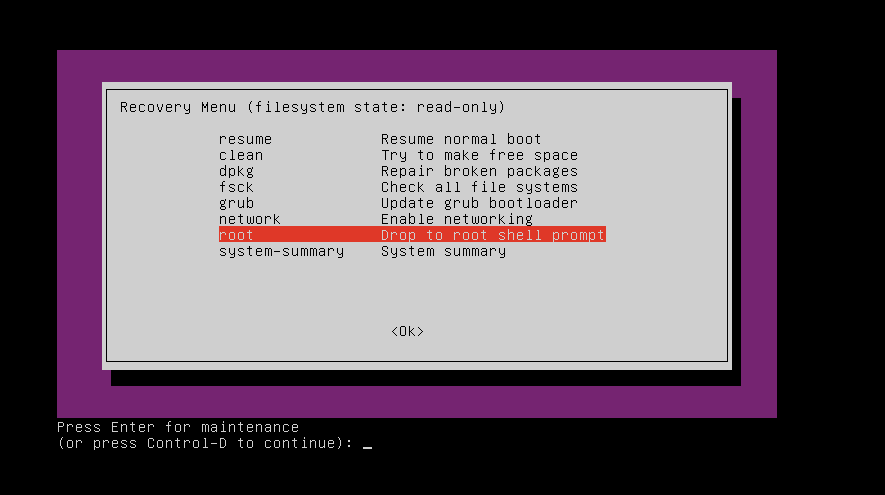 Recovery Menu (filesystem state: read-only)
resume Resume normal boot
clean Try to make free space
dpkg Repair broken packages
fsck Check all file systems
grub Update grub bootloader
network Enable networking
root Drop to root shell prompt
system-summary System summary
<Ok>
Press Enter for maintenance
(or press Control-D to continue): _